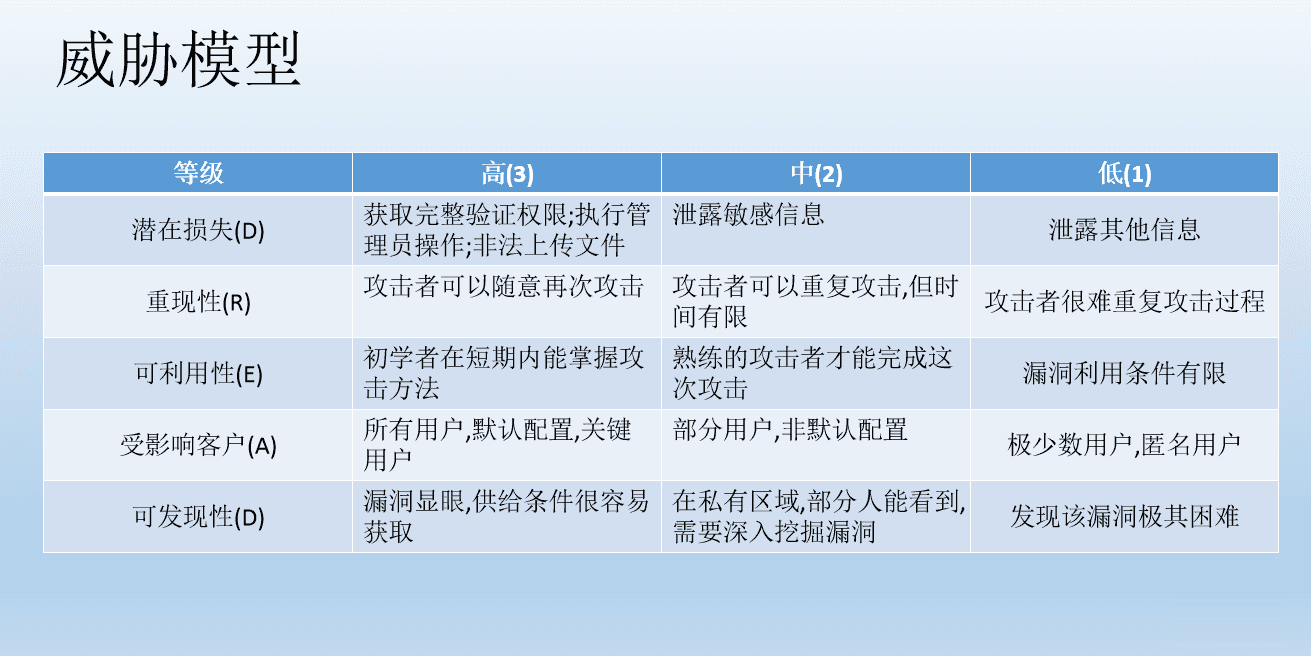 威胁模型
等级
高(3)
中(2)
低(1)
潜在损失(D)
获取完整验证权限;执行管
理员操作;非法上传文件
泄露敏感信息
泄露其他信息
重现性(R)
攻击者可以随意再次攻击
攻击者可以重复攻击,但时
间有限
攻击者很难重复攻击过程
可利用性(E)
初学者在短期内能掌握攻
击方法
熟练的攻击者才能完成这
次攻击
漏洞利用条件有限
受影响客户(A)
所有用户,默认配置,关键
用户
部分用户,非默认配置
极少数用户,匿名用户
可发现性(D)
漏洞显眼,供给条件很容易
获取
在私有区域,部分人能看到,
需要深入挖掘漏洞
发现该漏洞极其困难